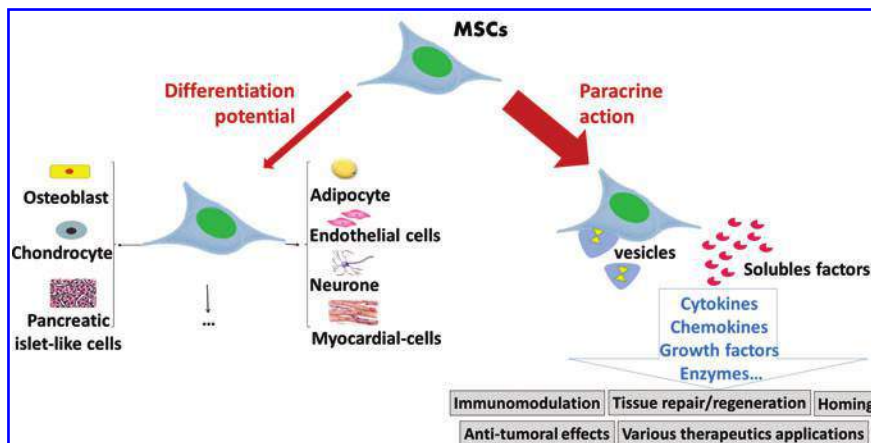 MSCs
Differentiation
potential
Paracrine
action
Osteoblast
Chondrocyte
Pancreatic
islet-like cells
...
Adipocyte
Endothelial cells
Neurone
Myocardial-cells
vesicles
Solubles factors
Cytokines
Chemokines
Growth factors
Enzymes...
Immunomodulation
Tissue repair/regeneration
Homing
Anti-tumoral effects
Various therapeutics applications